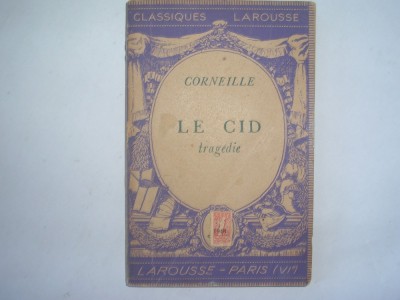 CLASSIQUES LAROUSSE
CORNEILLE
LE CID
tragédie
LAROUSSE - PARIS (VIe)